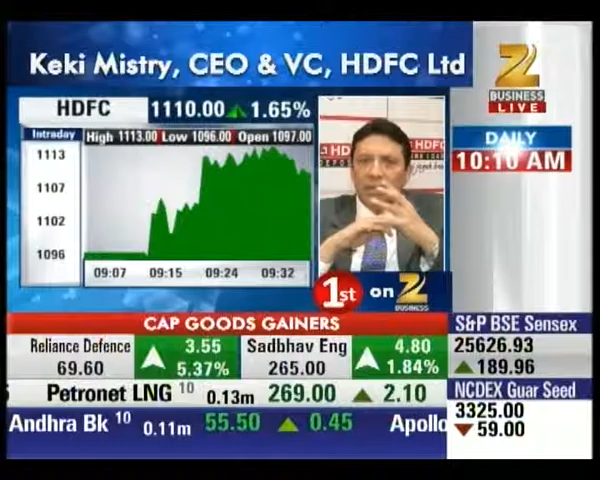 Keki Mistry, CEO & VC, HDFC Ltd
Z
BUSINESS
LIVE
HDFC 1110.00 1.65%
Intraday High 1113.00 Low 1096.00 Open 1097.00
1113
1107
1102
1096
09:07 09:15 09:24 09:32
HDFC
DAILY
10:10 AM
1st on Z
BUSINESS
CAP GOODS GAINERS
Reliance Defence 3.55 Sadbhav Eng 4.80
69.60 5.37% 265.00 1.84%
Petronet LNG 10 0.13m 269.00 2.10
Andhra Bk 10 0.11m 55.50 0.45 Apollo
S&P BSE Sensex
25626.93
189.96
NCDEX Guar Seed
3325.00
59.00